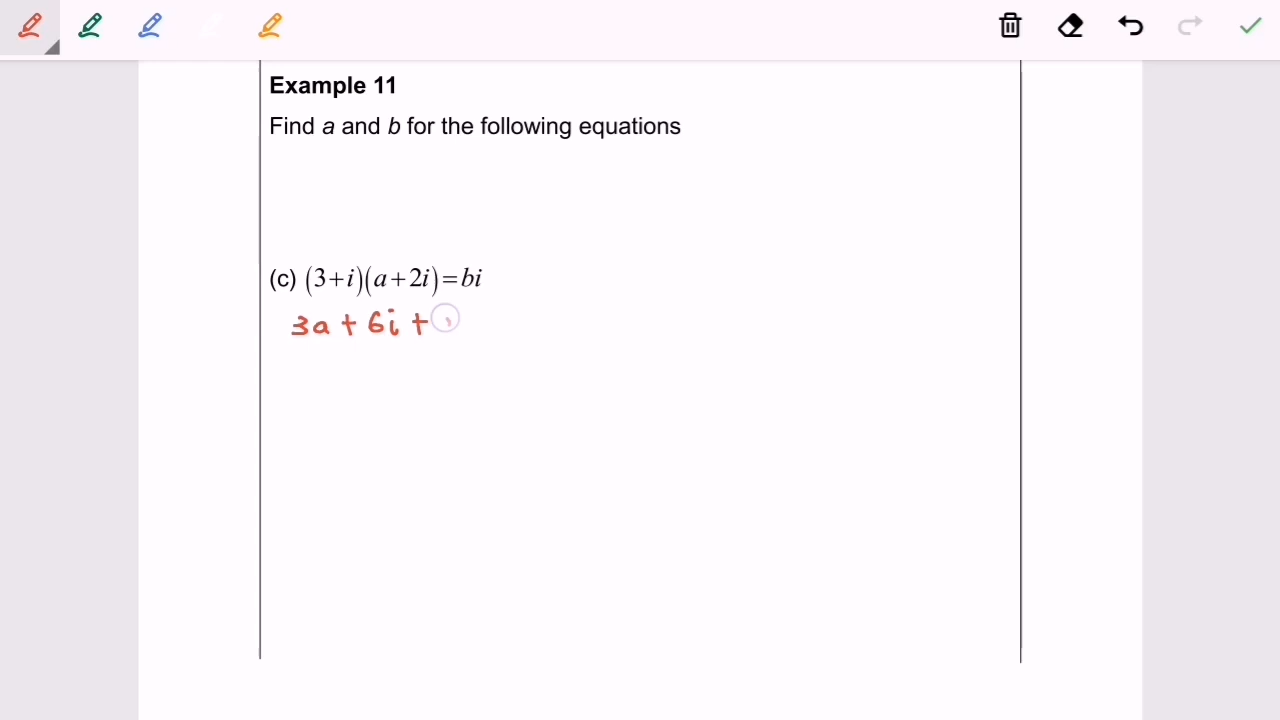 Example 11
Find a and b for the following equations
(c) (3+i)(a+2i)=bi
3a + 6i +